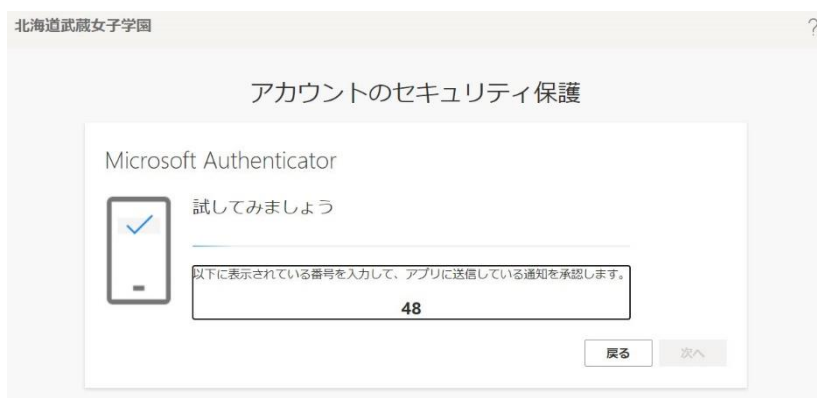 北海道武蔵女子学園
?
アカウントのセキュリティ保護
Microsoft Authenticator
試してみましょう
以下に表示されている番号を入力して、アプリに送信している通知を承認します。
48
戻る
次へ